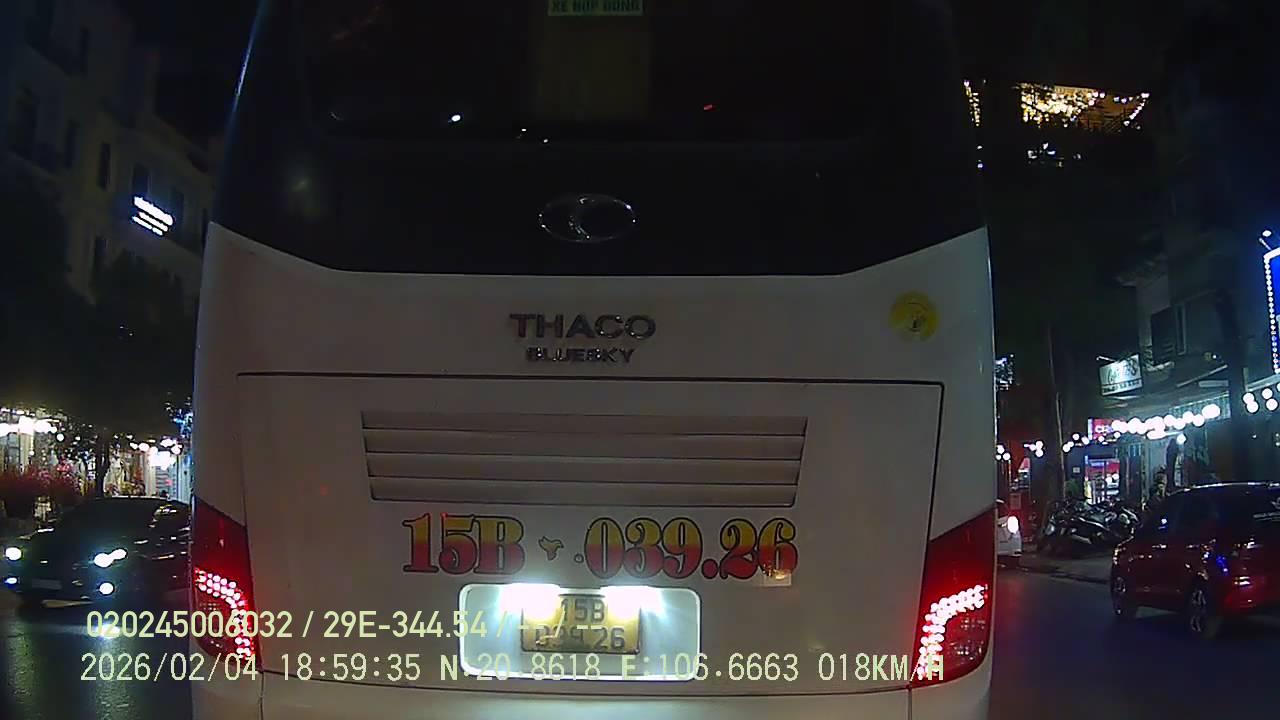 XE HỢP ĐỒNG
THACO
BLUESKY
15B 039.26
15B
039.26
020245006032 / 29E-344.54 / -- / --
2026/02/04 18:59:35 N:20.8618 E:106.6663 018KM/H